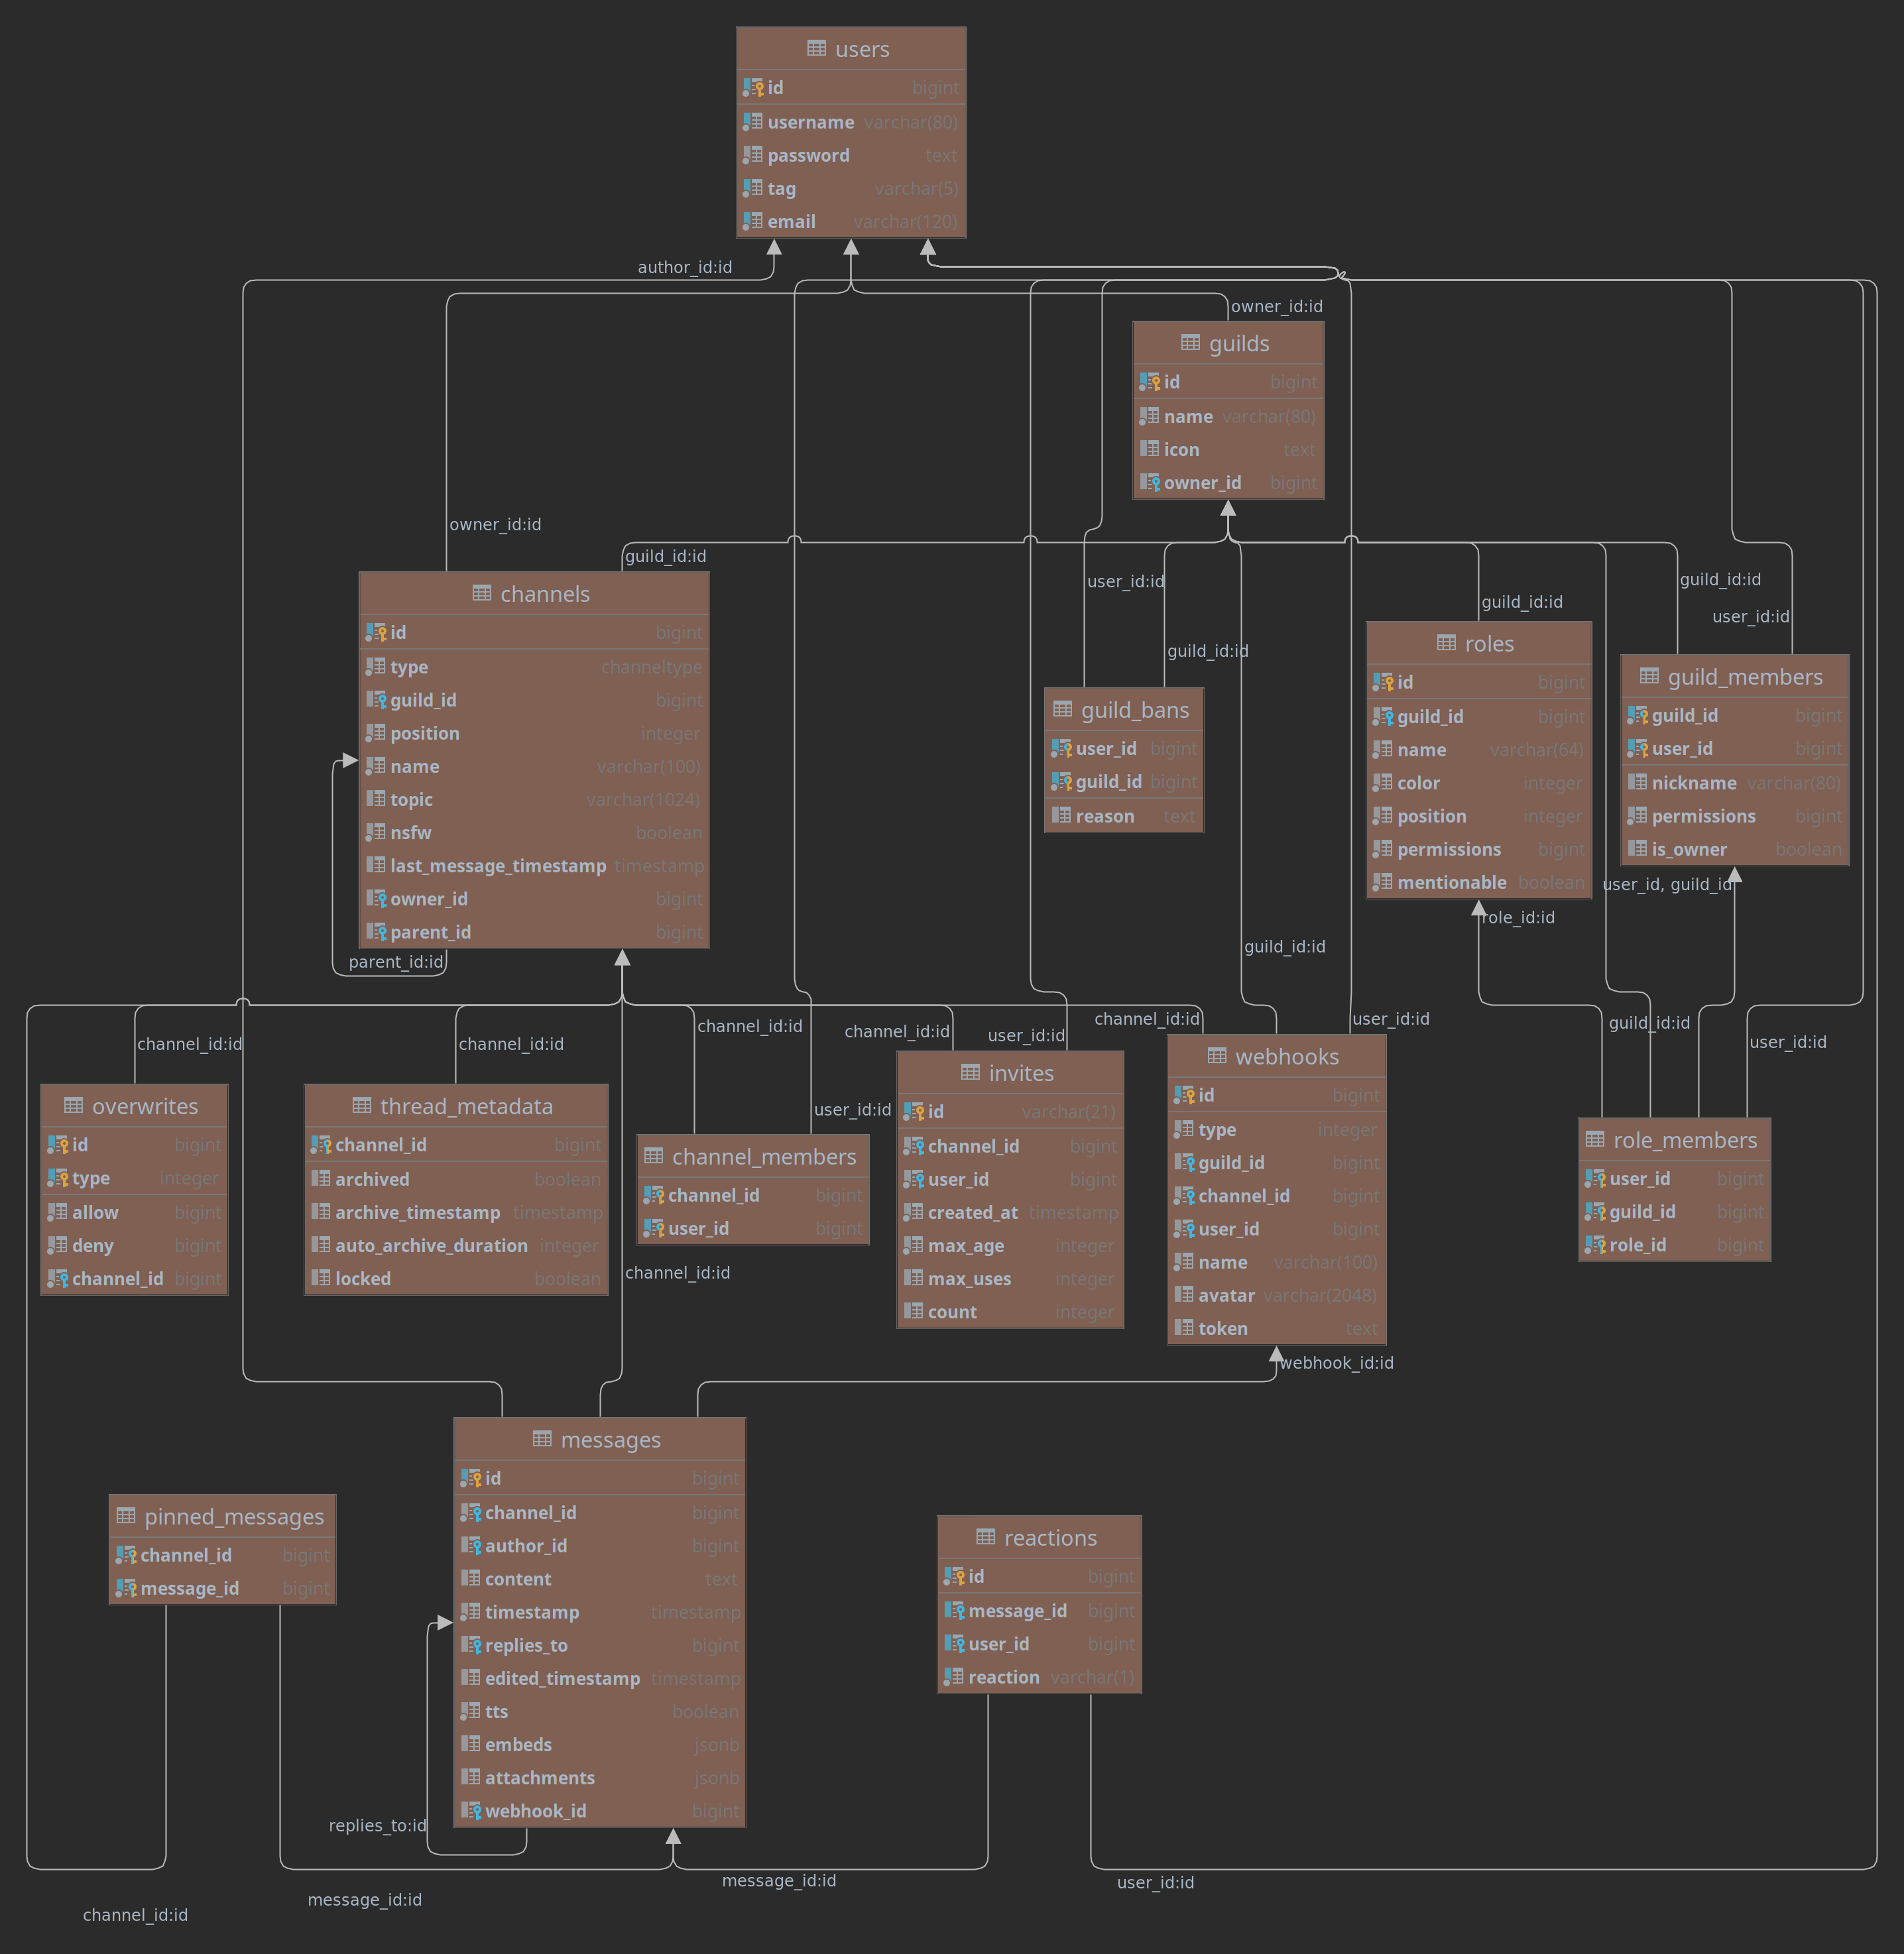 users
id bigint
username varchar(80)
password text
tag varchar(5)
email varchar(120)
author_id:id
owner_id:id
guilds
id bigint
name varchar(80)
icon text
owner_id bigint
owner_id:id
guild_id:id
channels
id bigint
type channeltype
guild_id bigint
position integer
name varchar(100)
topic varchar(1024)
nsfw boolean
last_message_timestamp timestamp
owner_id bigint
parent_id bigint
parent_id:id
user_id:id
guild_id:id
guild_bans
user_id bigint
guild_id bigint
reason text
guild_id:id
roles
id bigint
guild_id bigint
name varchar(64)
color integer
position integer
permissions bigint
mentionable boolean
guild_id:id
user_id:id
guild_members
guild_id bigint
user_id bigint
nickname varchar(80)
permissions bigint
is_owner boolean
user_id, guild_id
role_id:id
guild_id:id
channel_id:id
overwrites
id bigint
type integer
allow bigint
deny bigint
channel_id bigint
channel_id:id
thread_metadata
channel_id bigint
archived boolean
archive_timestamp timestamp
auto_archive_duration integer
locked boolean
channel_id:id
user_id:id
channel_members
channel_id bigint
user_id bigint
channel_id:id
channel_id:id
user_id:id
invites
id varchar(21)
channel_id bigint
user_id bigint
created_at timestamp
max_age integer
max_uses integer
count integer
channel_id:id
user_id:id
webhooks
id bigint
type integer
guild_id bigint
channel_id bigint
user_id bigint
name varchar(100)
avatar varchar(2048)
token text
webhook_id:id
guild_id:id
user_id:id
role_members
user_id bigint
guild_id bigint
role_id bigint
messages
id bigint
channel_id bigint
author_id bigint
content text
timestamp timestamp
replies_to bigint
edited_timestamp timestamp
tts boolean
embeds jsonb
attachments jsonb
webhook_id bigint
replies_to:id
pinned_messages
channel_id bigint
message_id bigint
reactions
id bigint
message_id bigint
user_id bigint
reaction varchar(1)
message_id:id
user_id:id
message_id:id
channel_id:id